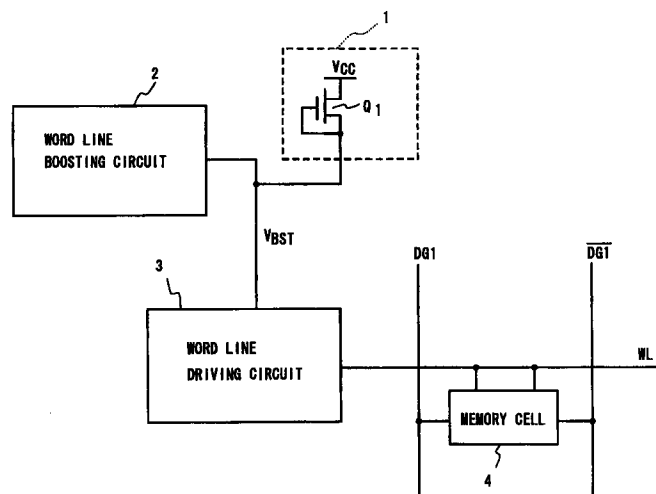 1
VCC
Q1
2
WORD LINE
BOOSTING CIRCUIT
VBST
3
WORD LINE
DRIVING CIRCUIT
DG1
D̅G̅1̅
WL
MEMORY CELL
4